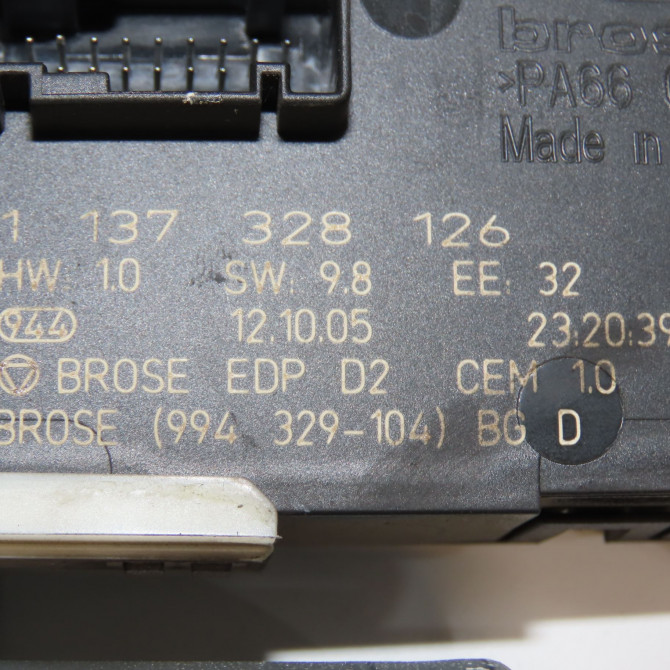 bros
>PA66
Made in
1 137 328 126
HW: 1.0 SW: 9.8 EE: 32
944 12.10.05 23:20:39
BROSE EDP D2 CEM 1.0
BROSE (994 329-104) BG D